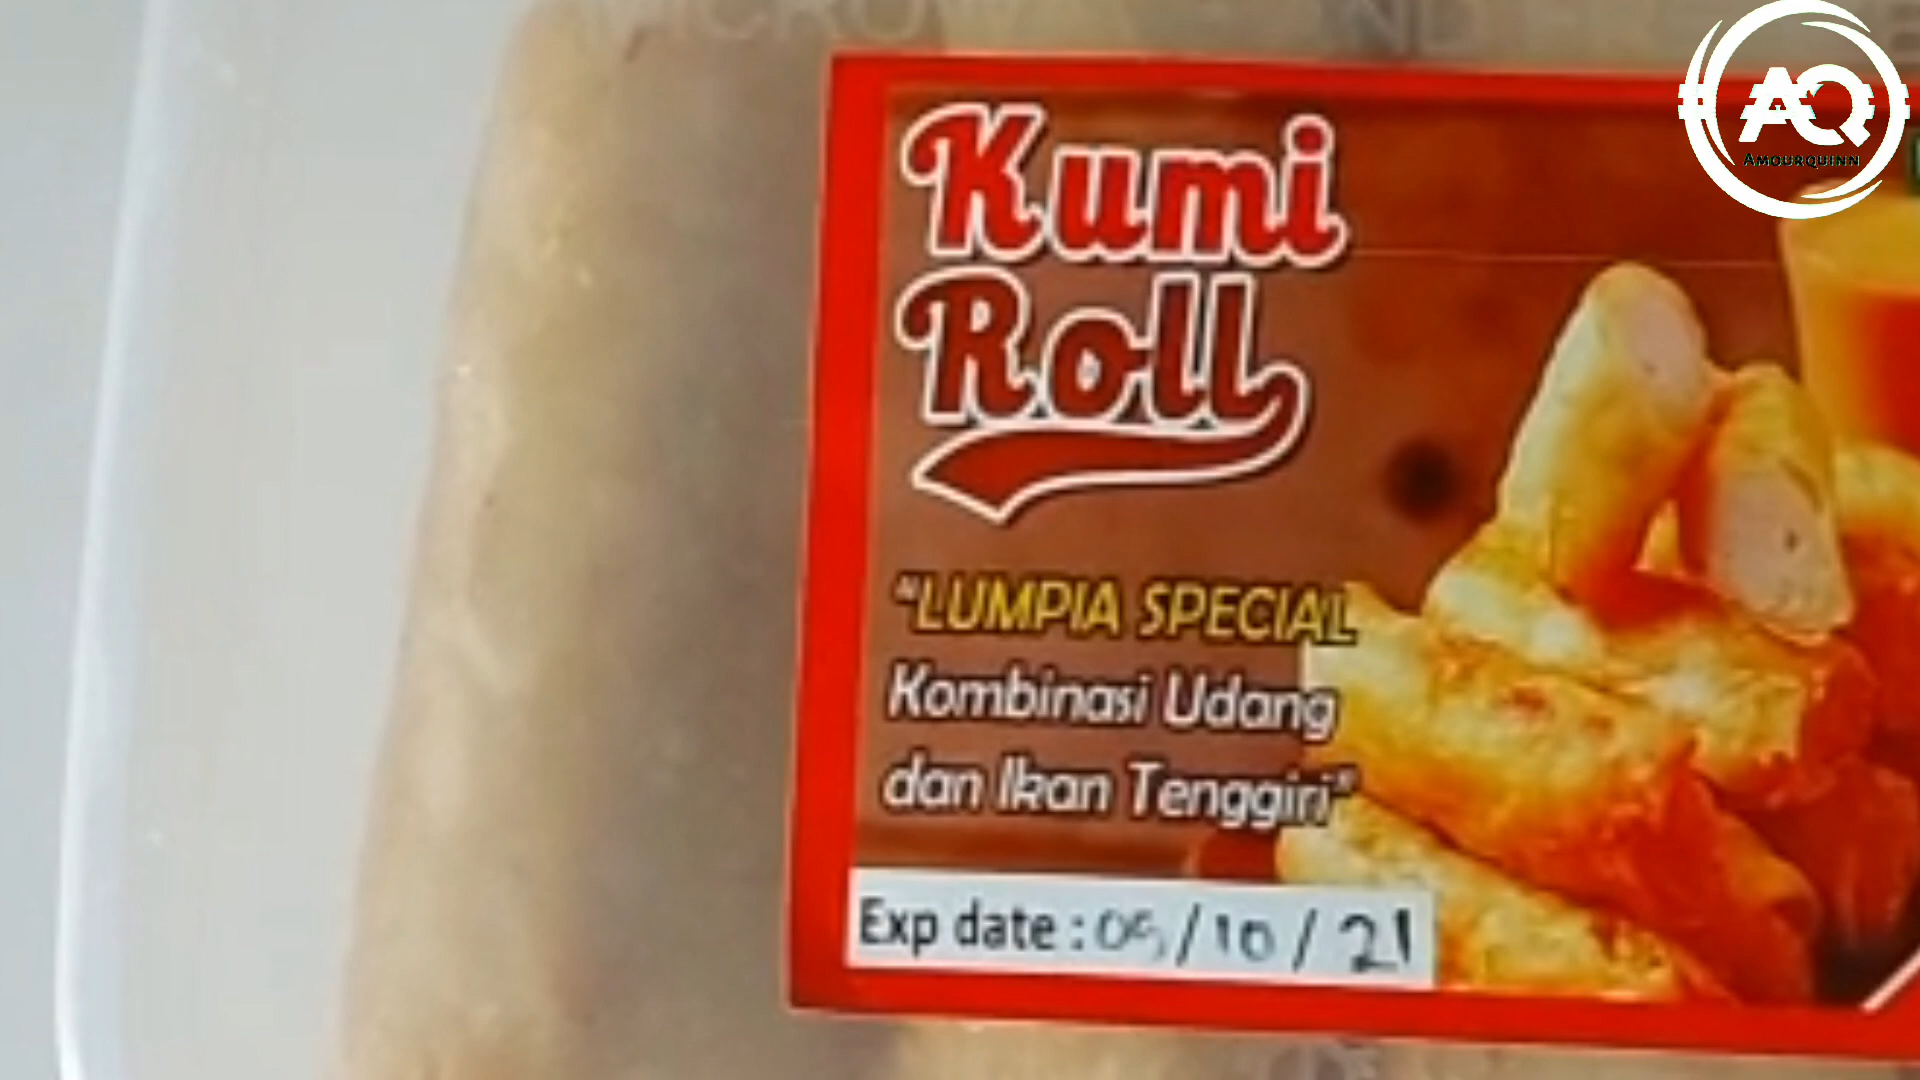 AQ
AMOURQUINN
Kumi
Roll
"LUMPIA SPECIAL
Kombinasi Udang
dan Ikan Tenggiri"
Exp date : 05/10/21